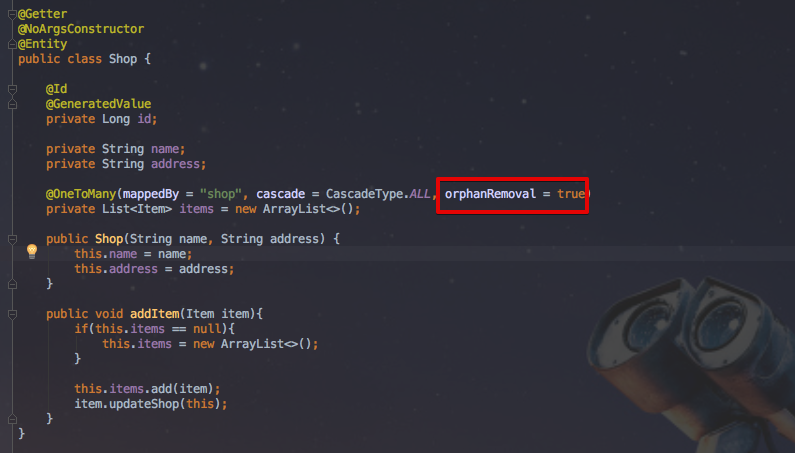 @Getter
@NoArgsConstructor
@Entity
public class Shop {
@Id
@GeneratedValue
private Long id;
private String name;
private String address;
@OneToMany(mappedBy = "shop", cascade = CascadeType.ALL, orphanRemoval = true)
private List<Item> items = new ArrayList<>();
public Shop(String name, String address) {
this.name = name;
this.address = address;
}
public void addItem(Item item){
if(this.items == null){
this.items = new ArrayList<>();
}
this.items.add(item);
item.updateShop(this);
}
}